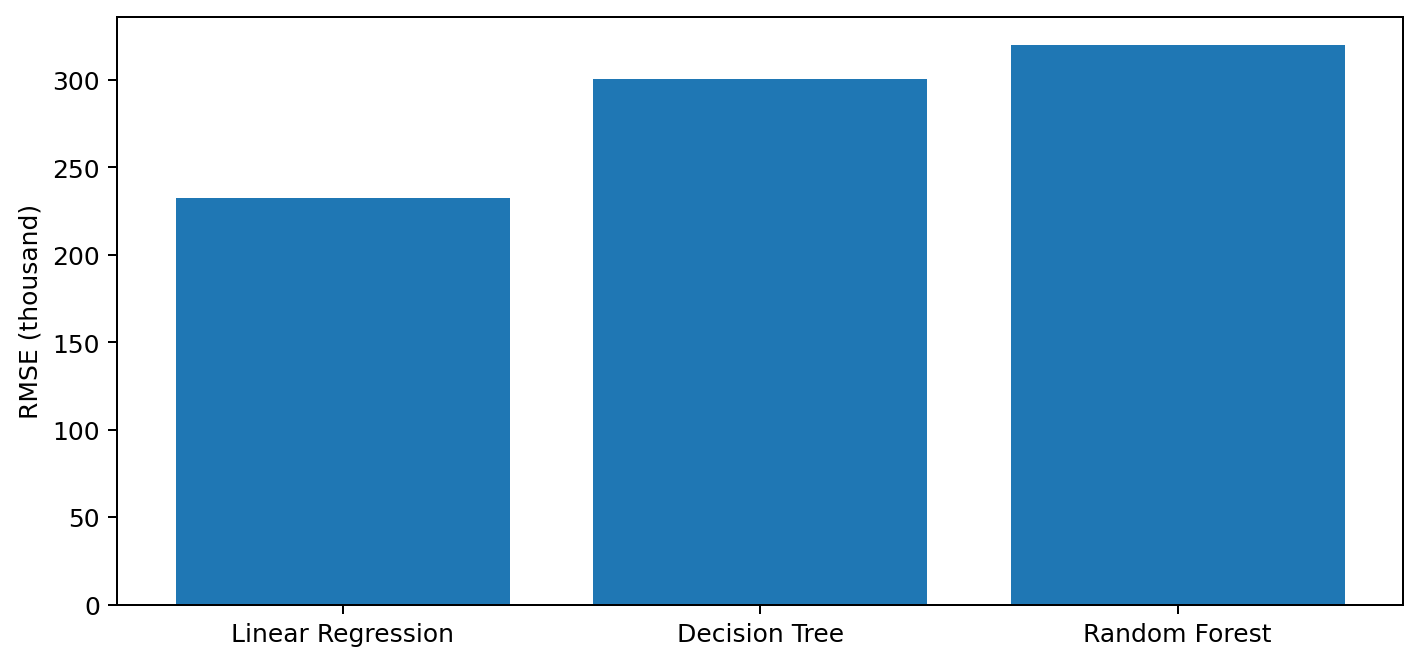 RMSE (thousand)
300
250
200
150
100
50
0
Linear Regression
Decision Tree
Random Forest